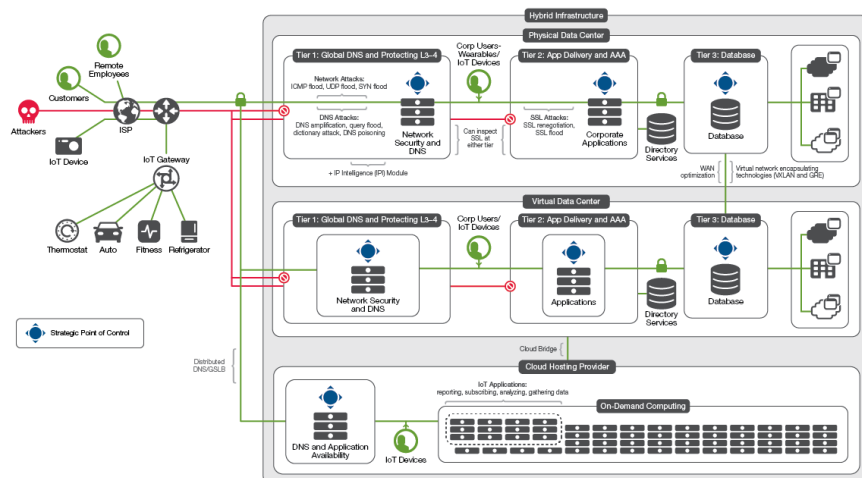 Hybrid Infrastructure
Physical Data Center
Remote
Employees
Customers
Attackers
ISP
IoT Device
IoT Gateway
Thermostat
Auto
Fitness
Refrigerator
Strategic Point of Control
Tier 1: Global DNS and Protecting L3–4
Network Attacks:
ICMP flood, UDP flood, SYN flood
DNS Attacks:
DNS amplification, query flood,
dictionary attack, DNS poisoning
Network
Security and
DNS
+ IP Intelligence (IPI) Module
Corp Users-
Wearables/
IoT Devices
Can inspect
SSL at
either tier
Tier 2: App Delivery and AAA
SSL Attacks:
SSL renegotiation,
SSL flood
Corporate
Applications
Directory
Services
Tier 3: Database
Database
WAN
optimization
Virtual network encapsulating
technologies (VXLAN and GRE)
Virtual Data Center
Tier 1: Global DNS and Protecting L3–4
Network Security
and DNS
Corp Users/
IoT Devices
Tier 2: App Delivery and AAA
Applications
Directory
Services
Tier 3: Database
Database
Distributed
DNS/GSLB
Cloud Bridge
Cloud Hosting Provider
DNS and Application
Availability
IoT Devices
IoT Applications:
reporting, subscribing, analyzing, gathering data
On-Demand Computing